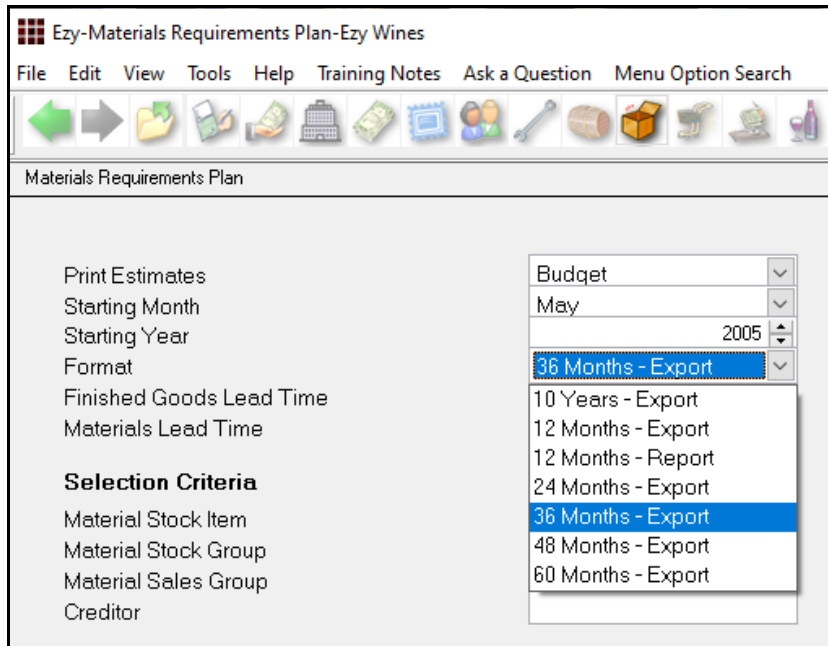 Ezy-Materials Requirements Plan-Ezy Wines
File Edit View Tools Help Training Notes Ask a Question Menu Option Search
Materials Requirements Plan
Print Estimates Budget
Starting Month May
Starting Year 2005
Format 36 Months - Export
Finished Goods Lead Time 10 Years - Export
Materials Lead Time 12 Months - Export
12 Months - Report
Selection Criteria 24 Months - Export
Material Stock Item 36 Months - Export
Material Stock Group 48 Months - Export
Material Sales Group 60 Months - Export
Creditor